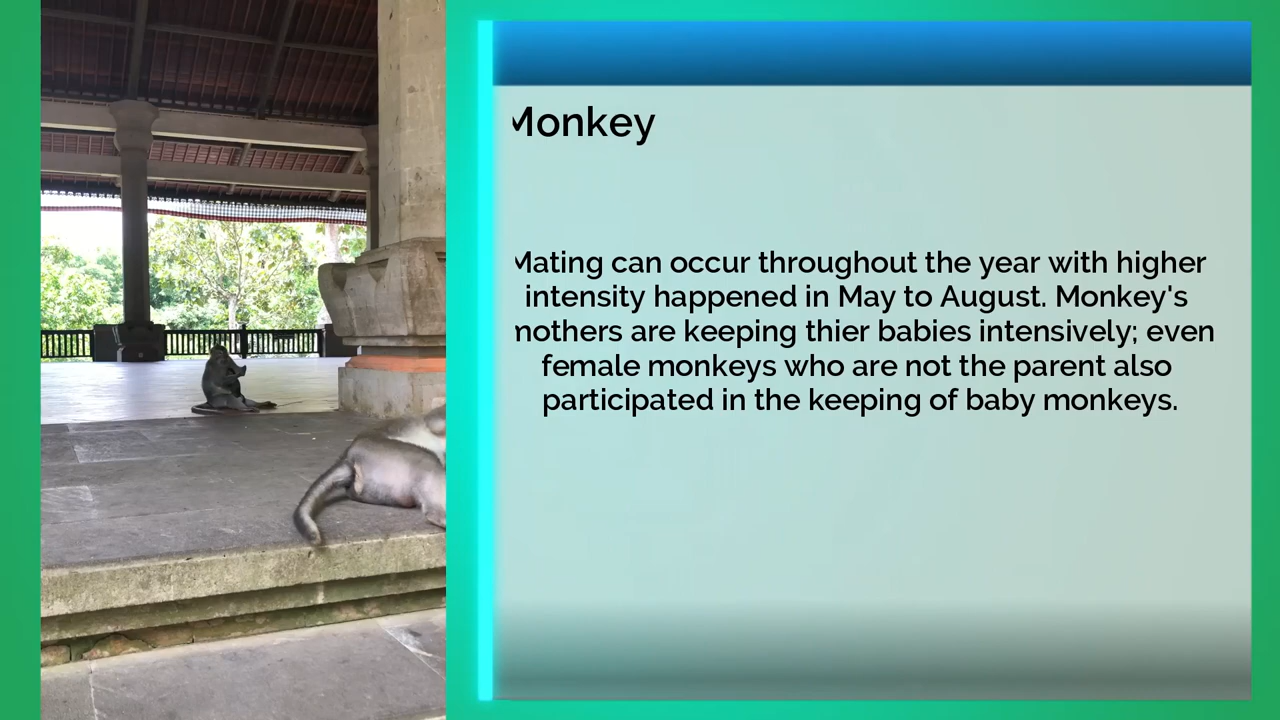 Monkey
Mating can occur throughout the year with higher
intensity happened in May to August. Monkey's
mothers are keeping thier babies intensively; even
female monkeys who are not the parent also
participated in the keeping of baby monkeys.